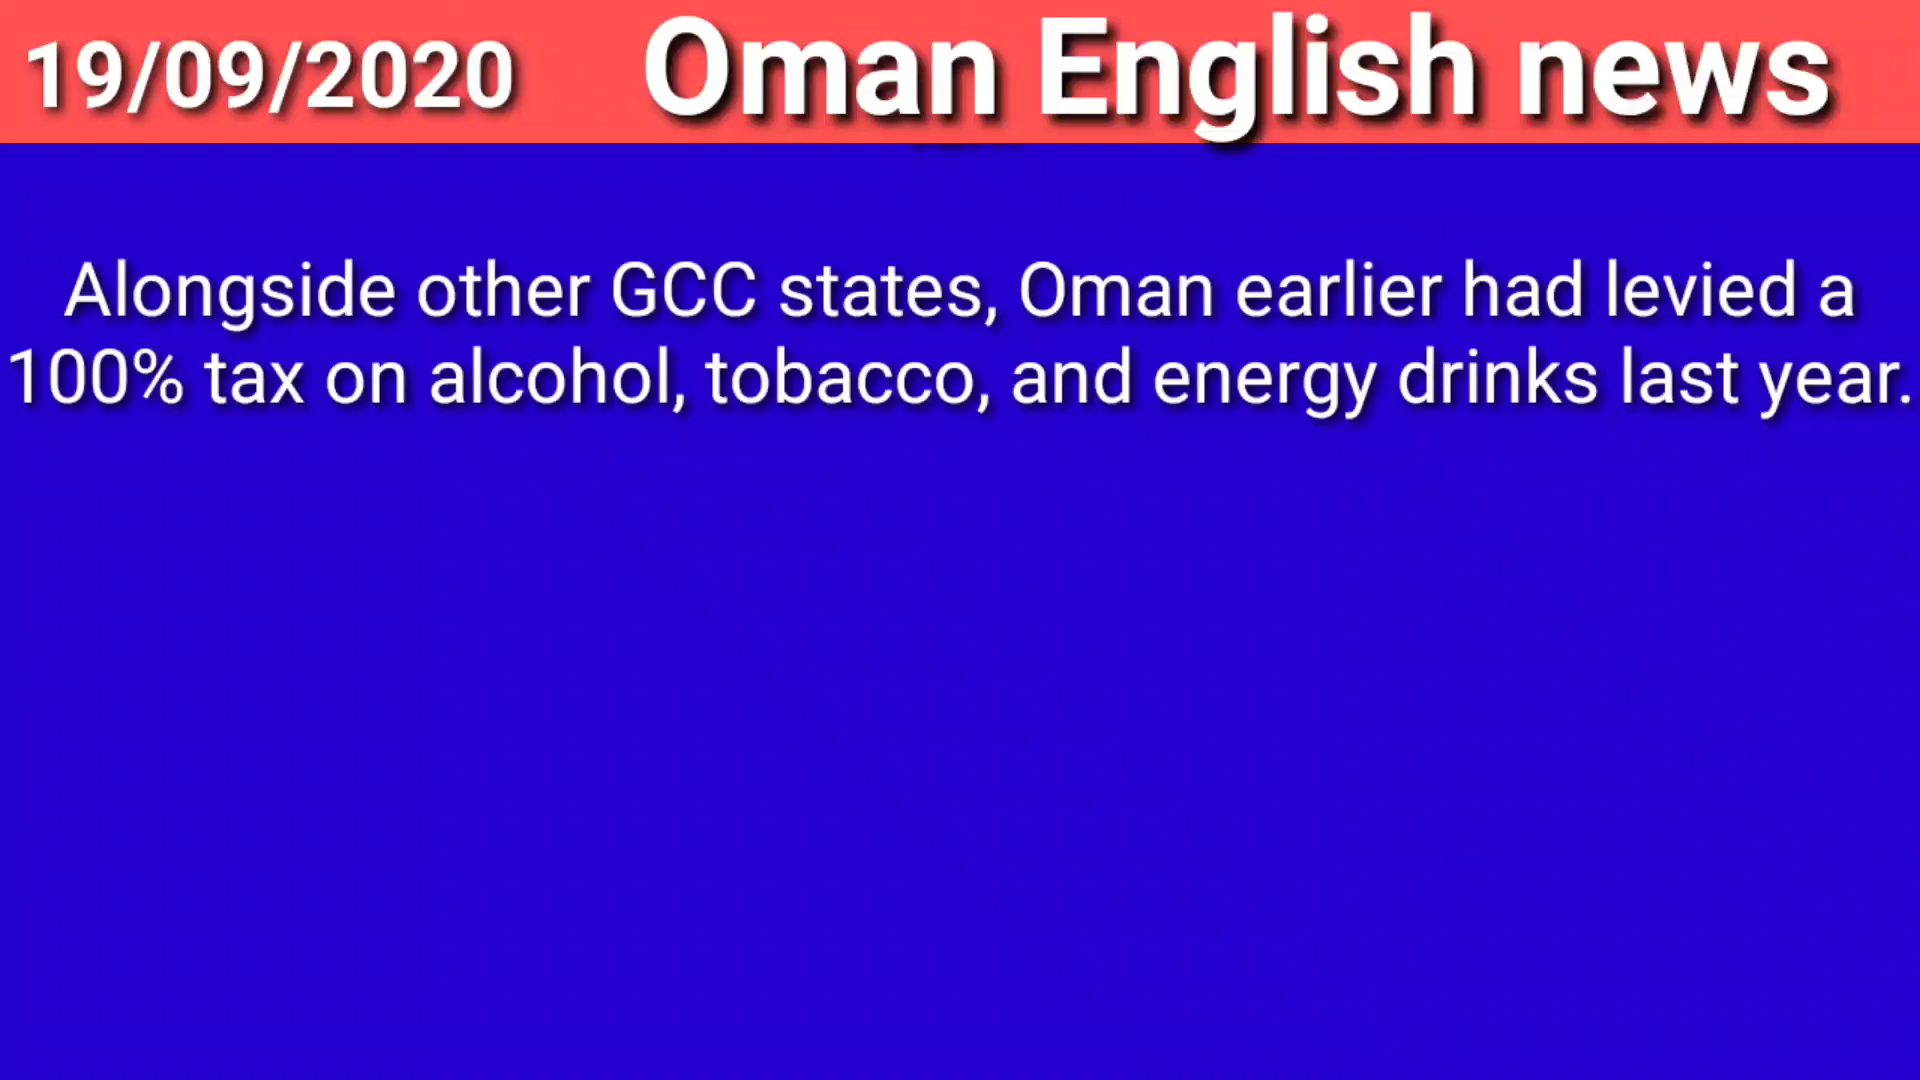 19/09/2020 Oman English news
Alongside other GCC states, Oman earlier had levied a
100% tax on alcohol, tobacco, and energy drinks last year.